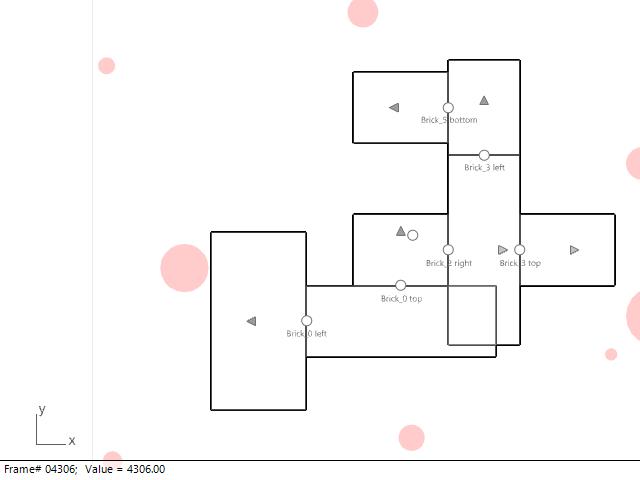 Brick_5 bottom
Brick_3 left
Brick_2 right
Brick_3 top
Brick_0 top
Brick_0 left
y
x
Frame# 04306; Value = 4306.00